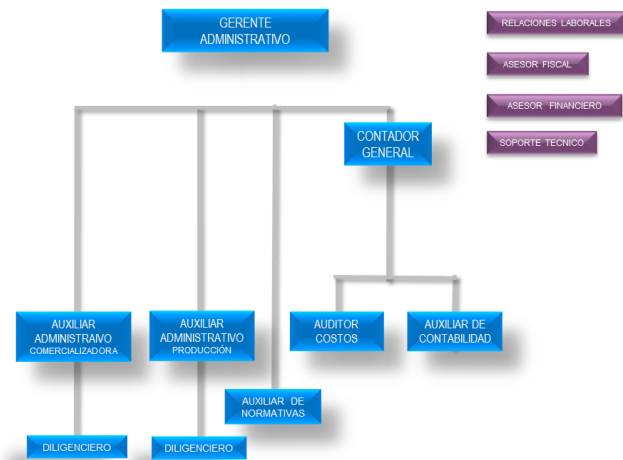 GERENTE
ADMINISTRATIVO
RELACIONES LABORALES
ASESOR FISCAL
ASESOR FINANCIERO
SOPORTE TECNICO
CONTADOR
GENERAL
AUXILIAR
ADMINISTRAIVO
COMERCIALIZADORA
AUXILIAR
ADMINISTRATIVO
PRODUCCIÓN
AUDITOR
COSTOS
AUXILIAR DE
CONTABILIDAD
AUXILIAR DE
NORMATIVAS
DILIGENCIERO
DILIGENCIERO